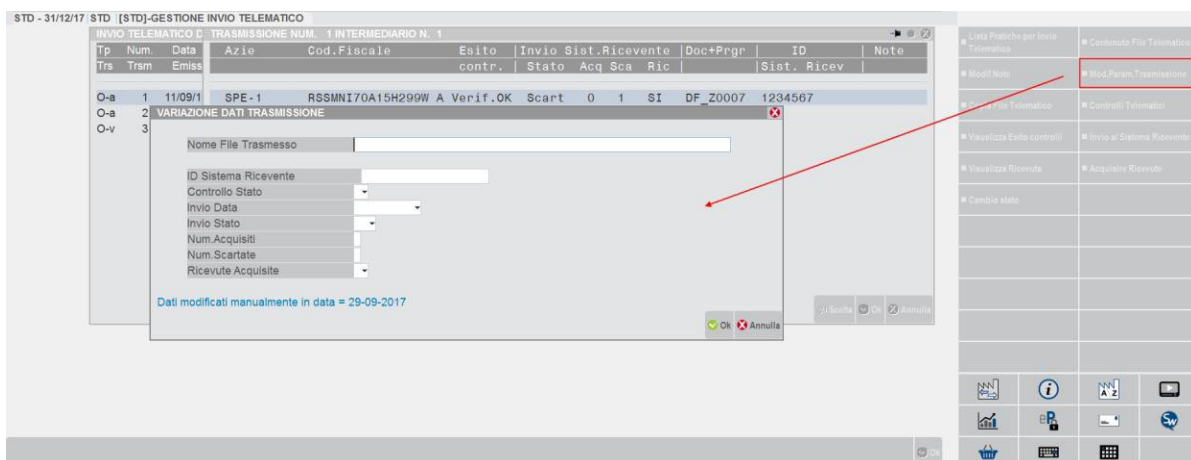 STD - 31/12/17 STD [STD]-GESTIONE INVIO TELEMATICO
INVIO TELEMATICO D TRASMISSIONE NUM. 1 INTERMEDIARIO N. 1
Tp Num. Data Azie Cod.Fiscale Esito |Invio Sist.Ricevente |Doc+Prgr | ID | Note
Trs Trsm Emiss contr. | Stato Acq Sca Ric | |Sist. Ricev |
O-a 1 11/09/1 SPE-1 RSSMNI70A15H299W A Verif.OK Scart 0 1 SI DF_Z0007 1234567
O-a 2 VARIAZIONE DATI TRASMISSIONE
O-v 3
Nome File Trasmesso
ID Sistema Ricevente
Controllo Stato
Invio Data
Invio Stato
Num.Acquisiti
Num.Scartate
Ricevute Acquisite
Dati modificati manualmente in data = 29-09-2017
Ok Annulla
Scelta Ok Annulla
Ok
Lista Pratiche per Invio Telematico
Contenuto File Telematico
Modif.Note
Mod.Param.Trasmissione
File Telematico
Controlli Telematici
Visualizza Esito controlli
Invio al Sistema Ricevente
Visualizza Ricevute
Acquisire Ricevute
Cambio stato
i
A Z
eP
Sw